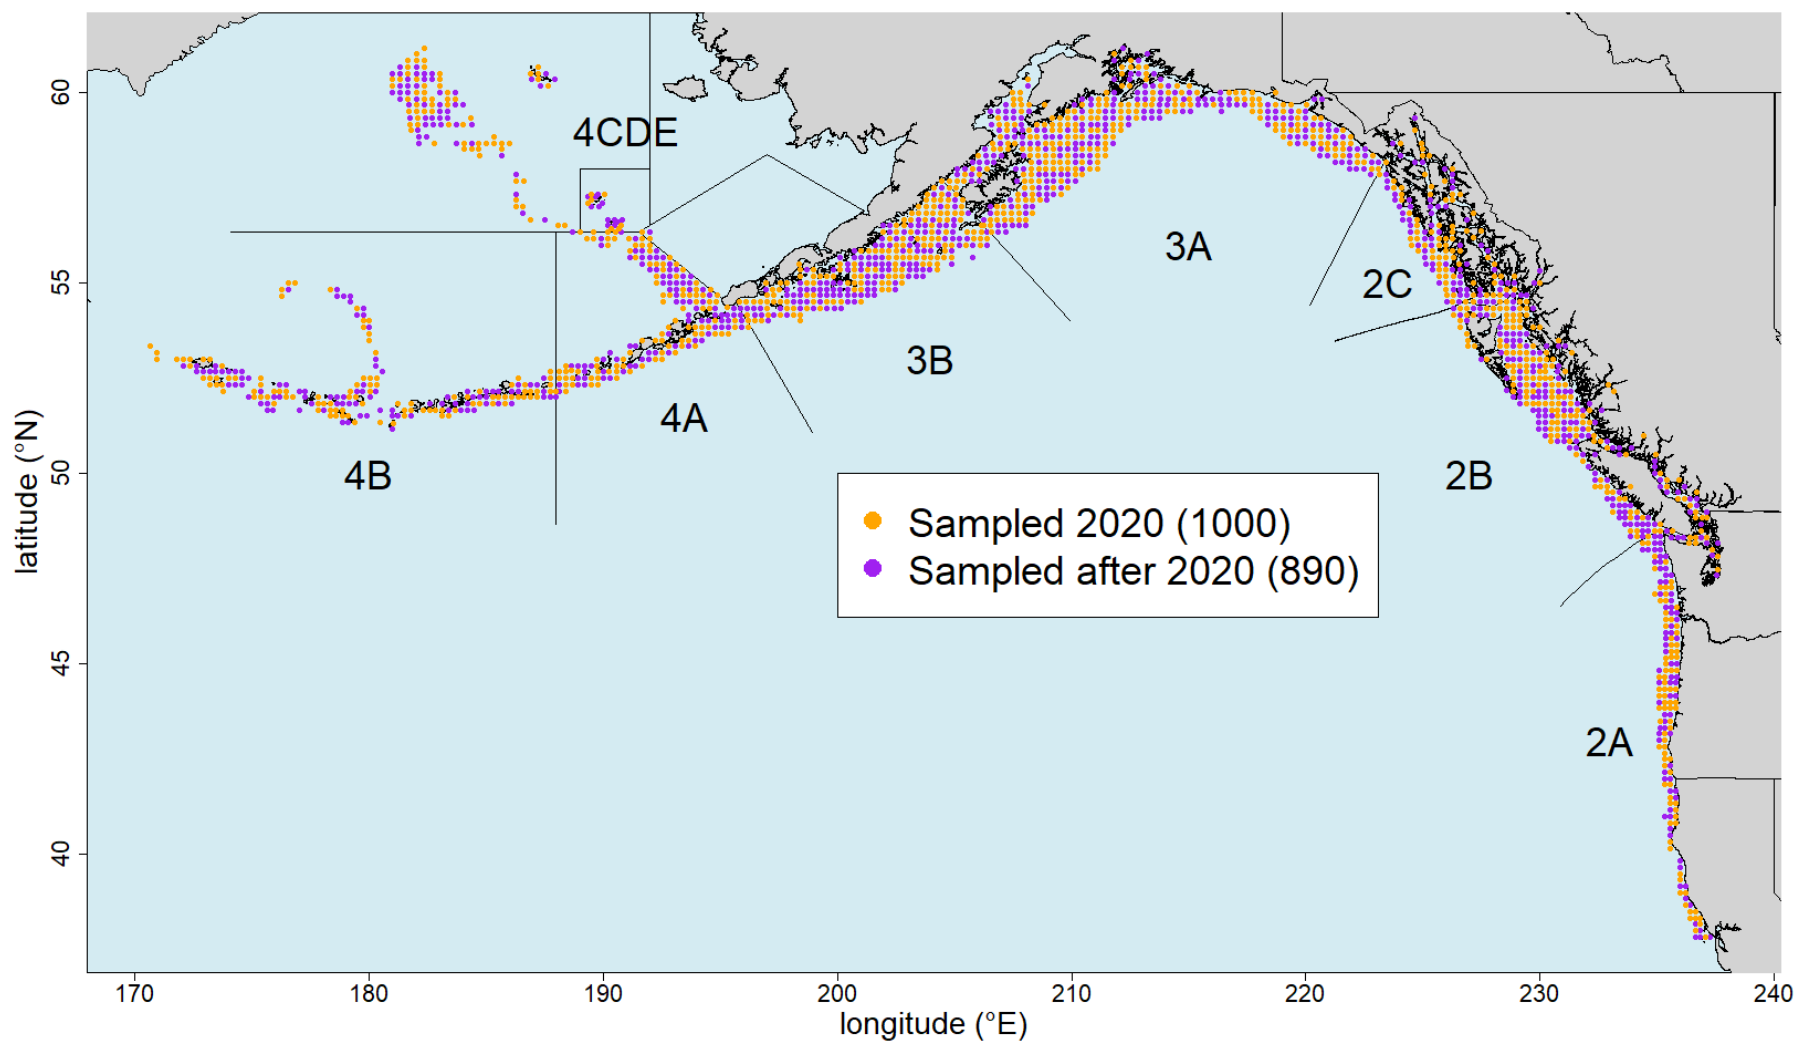 60
55
50
45
40
latitude (°N)
4CDE
3A
2C
3B
4A
4B
2B
2A
Sampled 2020 (1000)
Sampled after 2020 (890)
170
180
190
200
210
220
230
240
longitude (°E)